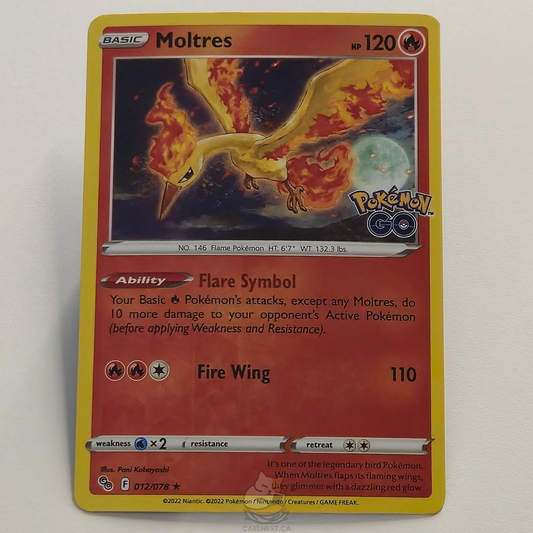 BASIC Moltres HP 120
Pokémon GO™
NO. 146 Flame Pokémon HT: 6'7" WT: 132.3 lbs.
Ability Flare Symbol
Your Basic Pokémon's attacks, except any Moltres, do
10 more damage to your opponent's Active Pokémon
(before applying Weakness and Resistance).
Fire Wing 110
weakness ×2 resistance retreat
Illus. Pani Kobayashi
It's one of the legendary bird Pokémon.
When Moltres flaps its flaming wings,
they glimmer with a dazzling red glow.
GO F 012/078 ★
©2022 Niantic. ©2022 Pokémon / Nintendo / Creatures / GAME FREAK.
CARDNEST.CA